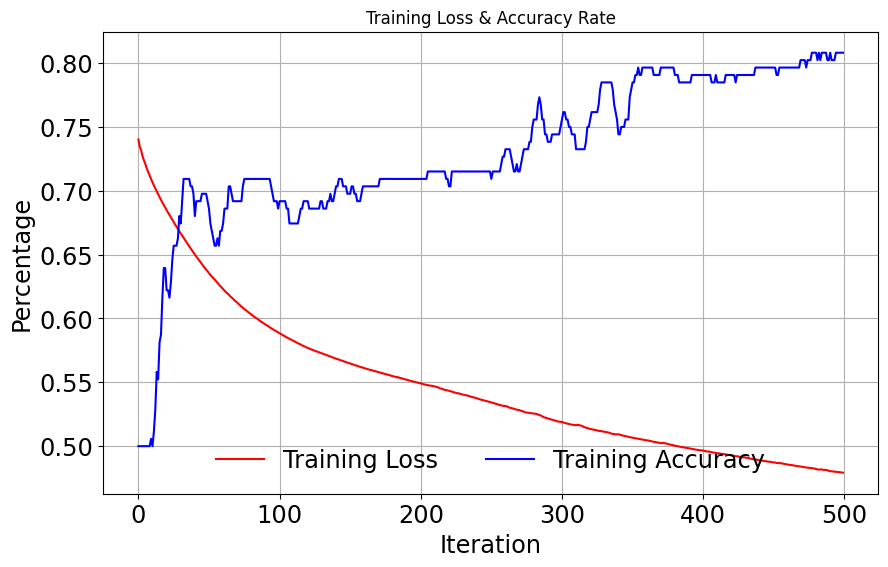 Training Loss & Accuracy Rate
0.80
0.75
0.70
0.65
0.60
0.55
0.50
Percentage
Training Loss
Training Accuracy
0
100
200
300
400
500
Iteration